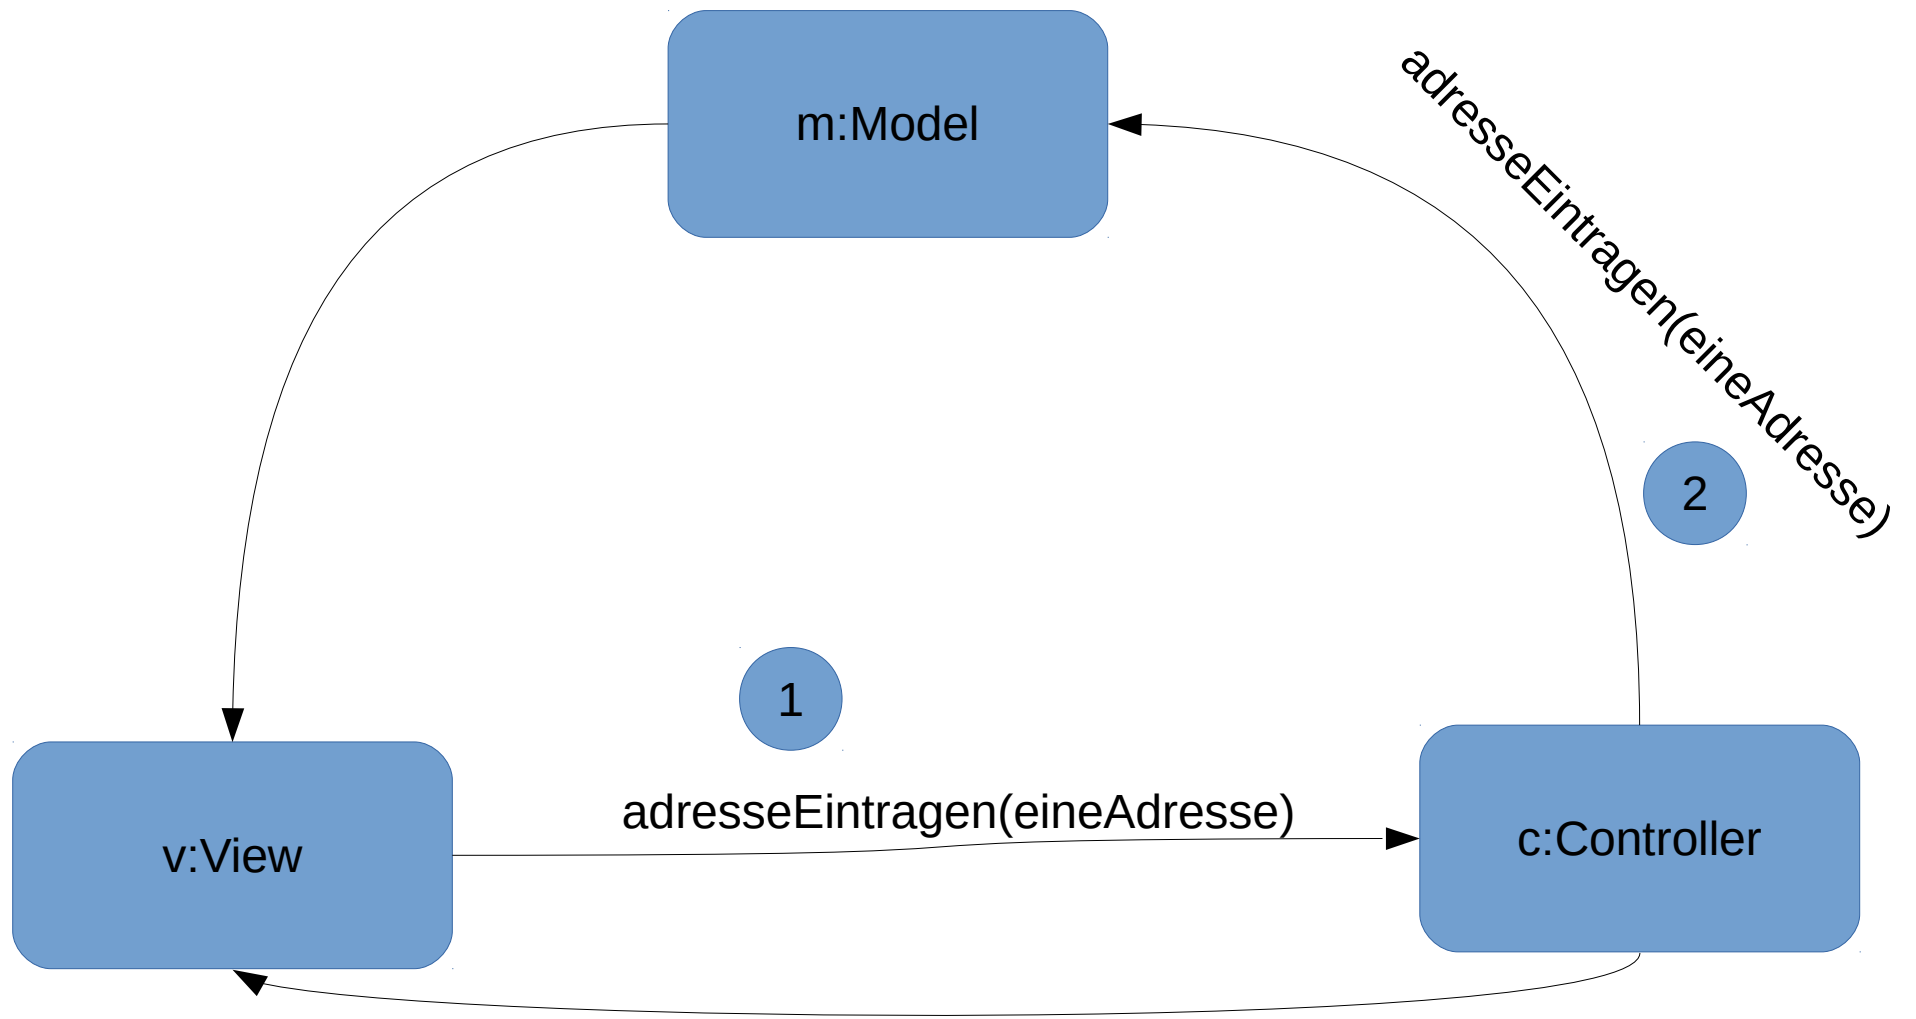 m:Model
adresseEintragen(eineAdresse)
2
1
adresseEintragen(eineAdresse)
v:View
c:Controller